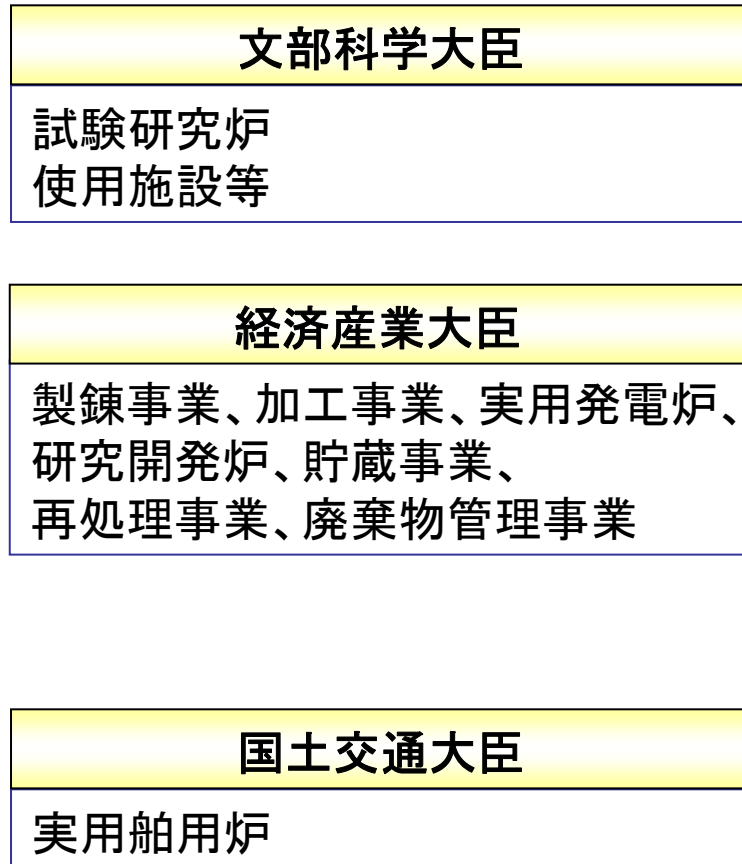 文部科学大臣
試験研究炉
使用施設等
経済産業大臣
製錬事業、加工事業、実用発電炉、
研究開発炉、貯蔵事業、
再処理事業、廃棄物管理事業
国土交通大臣
実用舶用炉